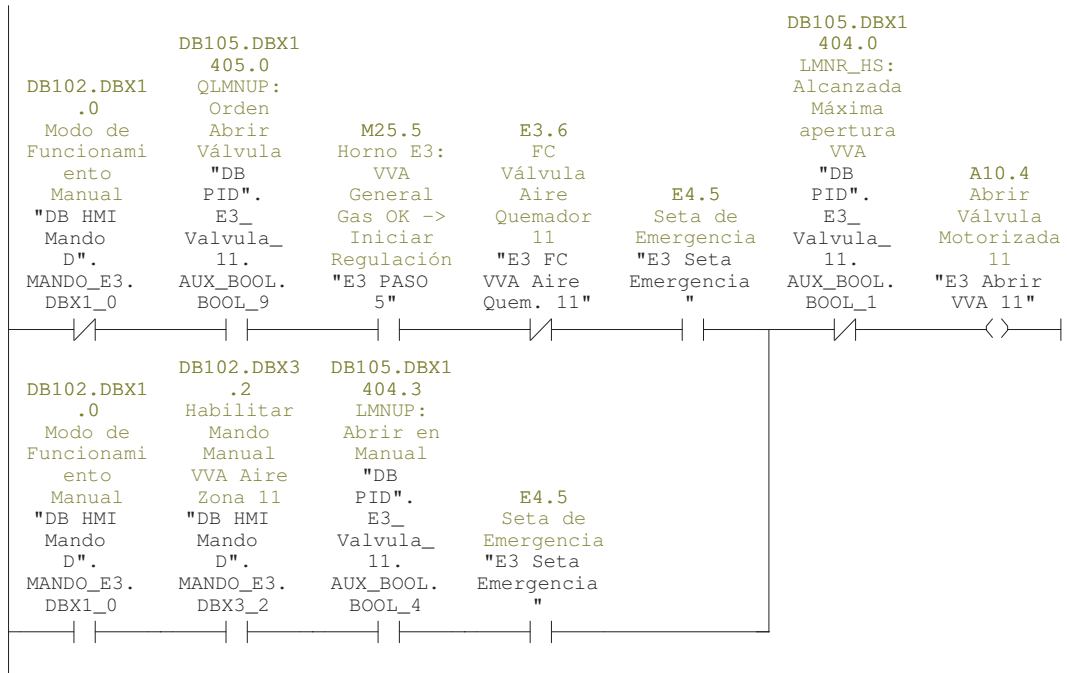 DB102.DBX1
.0
Modo de
Funcionami
ento
Manual
"DB HMI
Mando
D".
MANDO_E3.
DBX1_0
DB105.DBX1
405.0
QLMNUP:
Orden
Abrir
Válvula
"DB
PID".
E3_
Valvula_
11.
AUX_BOOL.
BOOL_9
M25.5
Horno E3:
VVA
General
Gas OK ->
Iniciar
Regulación
"E3 PASO
5"
E3.6
FC
Válvula
Aire
Quemador
11
"E3 FC
VVA Aire
Quem. 11"
E4.5
Seta de
Emergencia
"E3 Seta
Emergencia
"
DB105.DBX1
404.0
LMNR_HS:
Alcanzada
Máxima
apertura
VVA
"DB
PID".
E3_
Valvula_
11.
AUX_BOOL.
BOOL_1
A10.4
Abrir
Válvula
Motorizada
11
"E3 Abrir
VVA 11"
DB102.DBX1
.0
Modo de
Funcionami
ento
Manual
"DB HMI
Mando
D".
MANDO_E3.
DBX1_0
DB102.DBX3
.2
Habilitar
Mando
Manual
VVA Aire
Zona 11
"DB HMI
Mando
D".
MANDO_E3.
DBX3_2
DB105.DBX1
404.3
LMNUP:
Abrir en
Manual
"DB
PID".
E3_
Valvula_
11.
AUX_BOOL.
BOOL_4
E4.5
Seta de
Emergencia
"E3 Seta
Emergencia
"